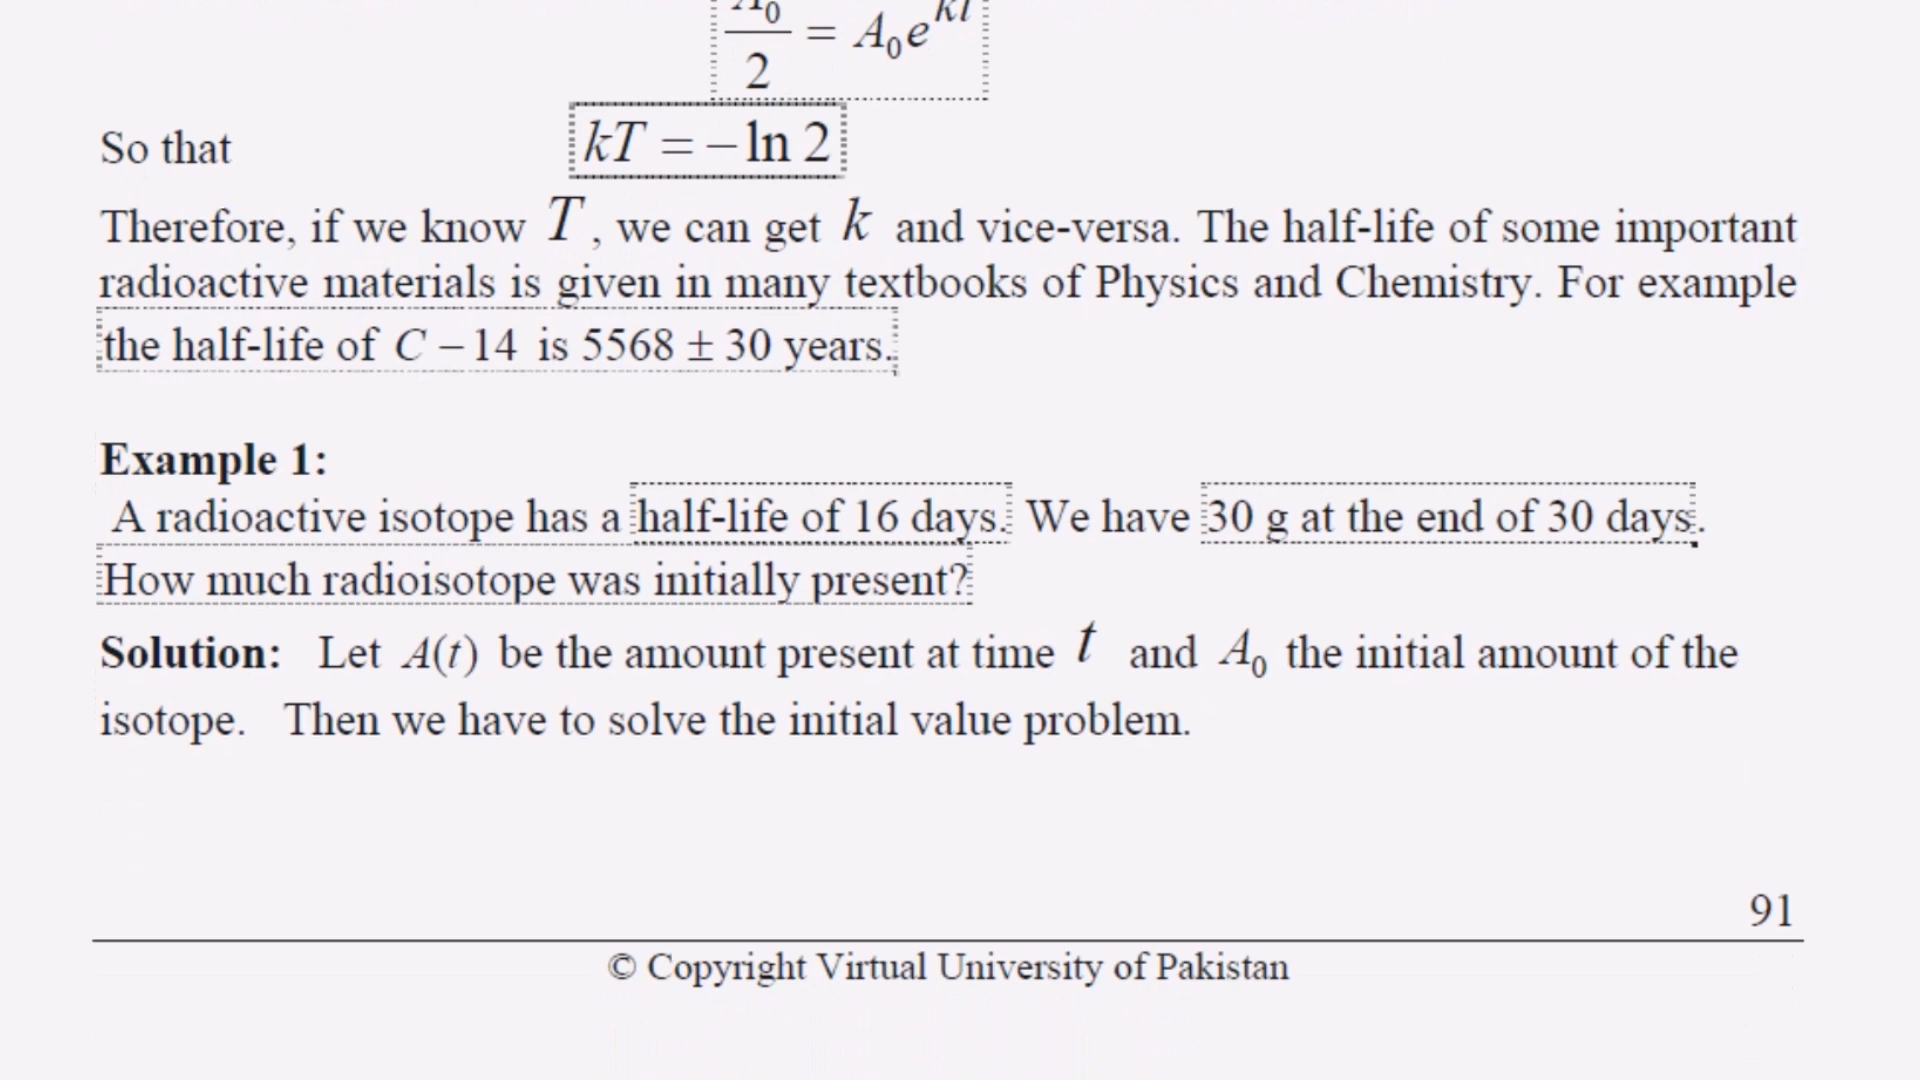 A₀/2 = A₀e^{kT}
So that kT = – ln 2
Therefore, if we know T , we can get k and vice-versa. The half-life of some important
radioactive materials is given in many textbooks of Physics and Chemistry. For example
the half-life of C – 14 is 5568 ± 30 years.
Example 1:
A radioactive isotope has a half-life of 16 days. We have 30 g at the end of 30 days.
How much radioisotope was initially present?
Solution: Let A(t) be the amount present at time t and A₀ the initial amount of the
isotope. Then we have to solve the initial value problem.
91
© Copyright Virtual University of Pakistan